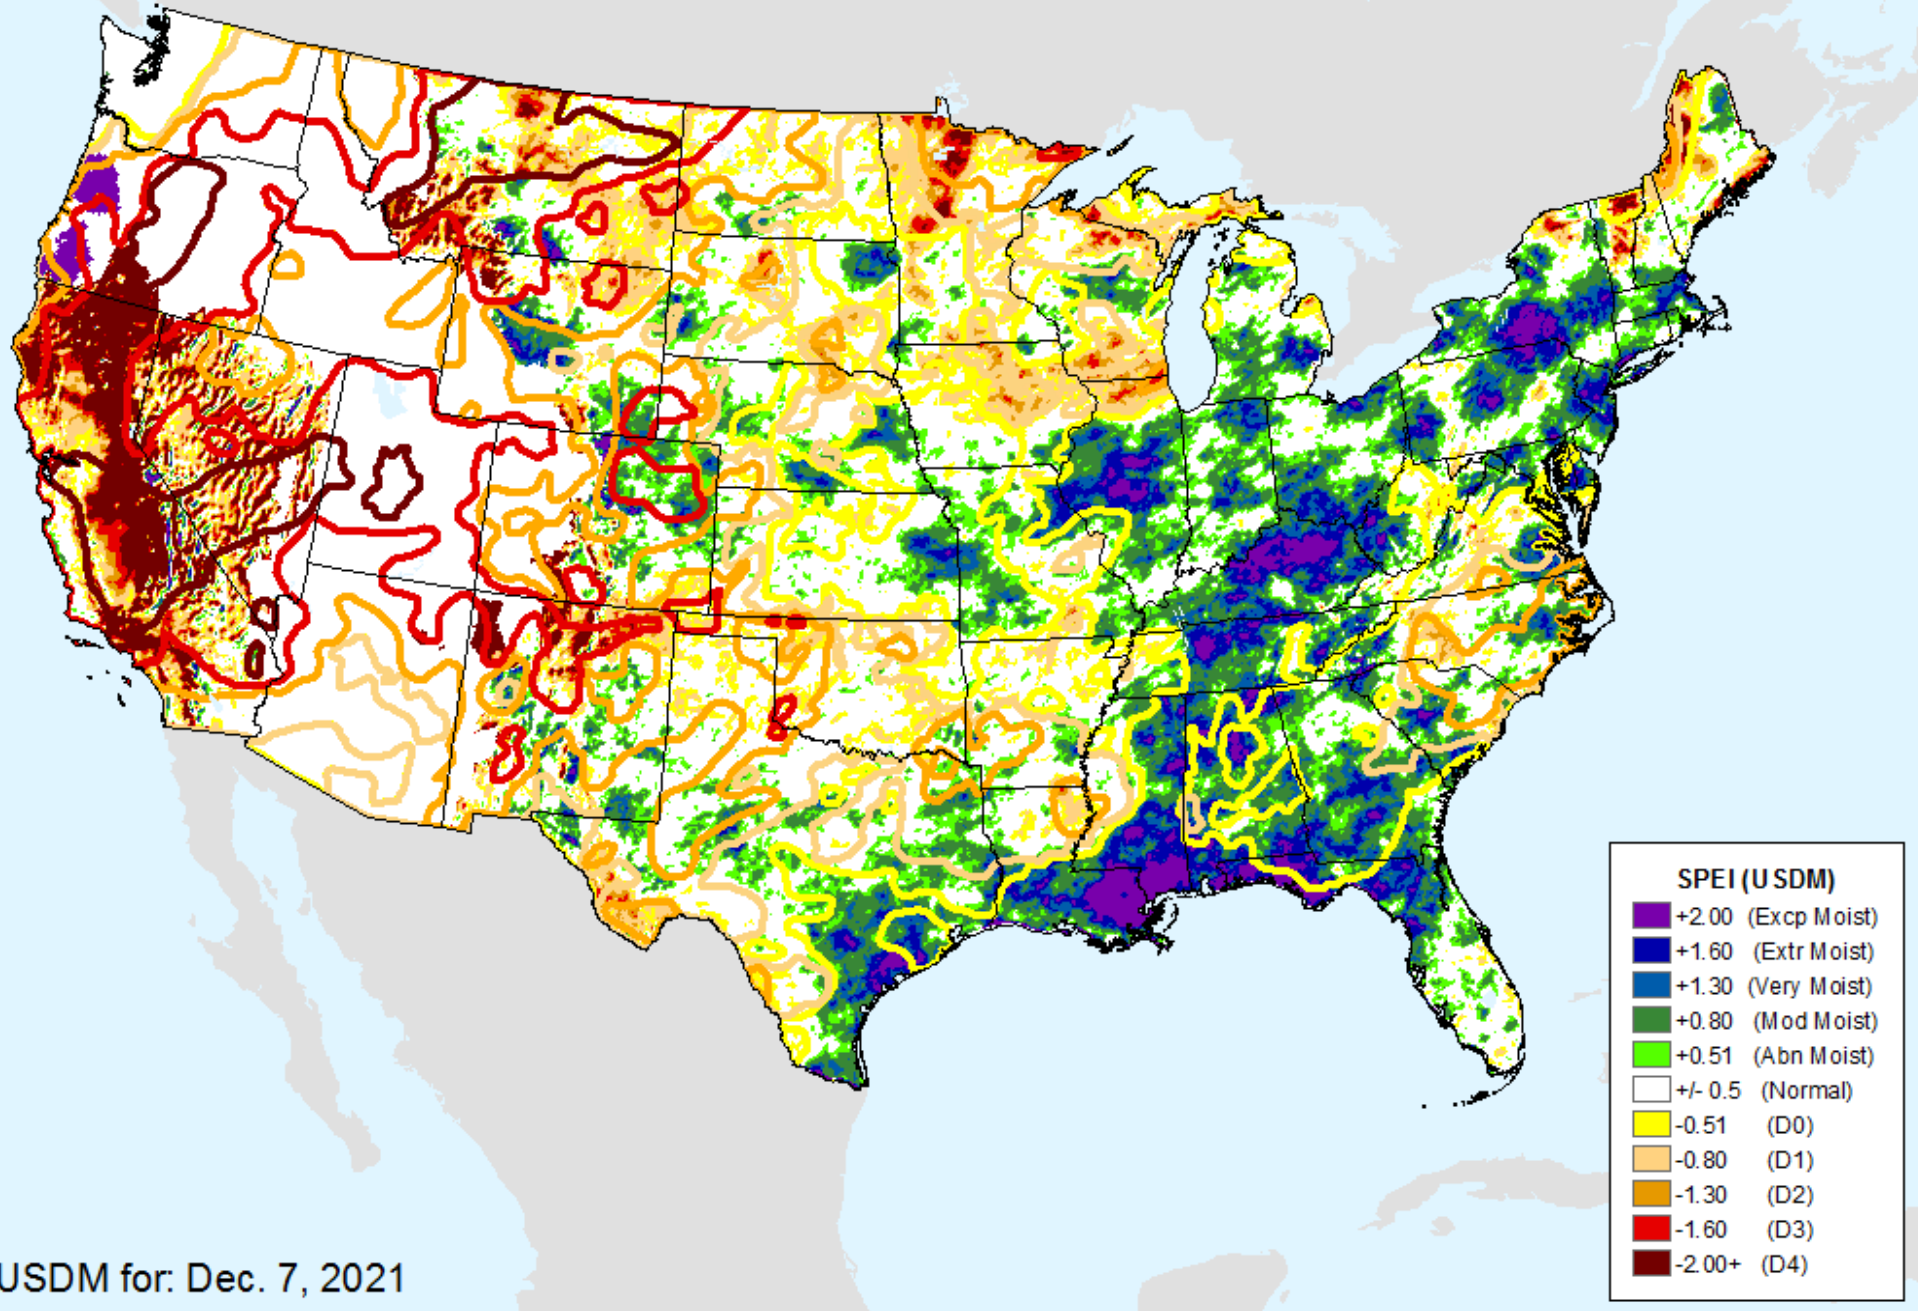 SPEI (USDM)
+2.00 (Excp Moist)
+1.60 (Extr Moist)
+1.30 (Very Moist)
+0.80 (Mod Moist)
+0.51 (Abn Moist)
+/- 0.5 (Normal)
-0.51 (D0)
-0.80 (D1)
-1.30 (D2)
-1.60 (D3)
-2.00+ (D4)
USDM for: Dec. 7, 2021